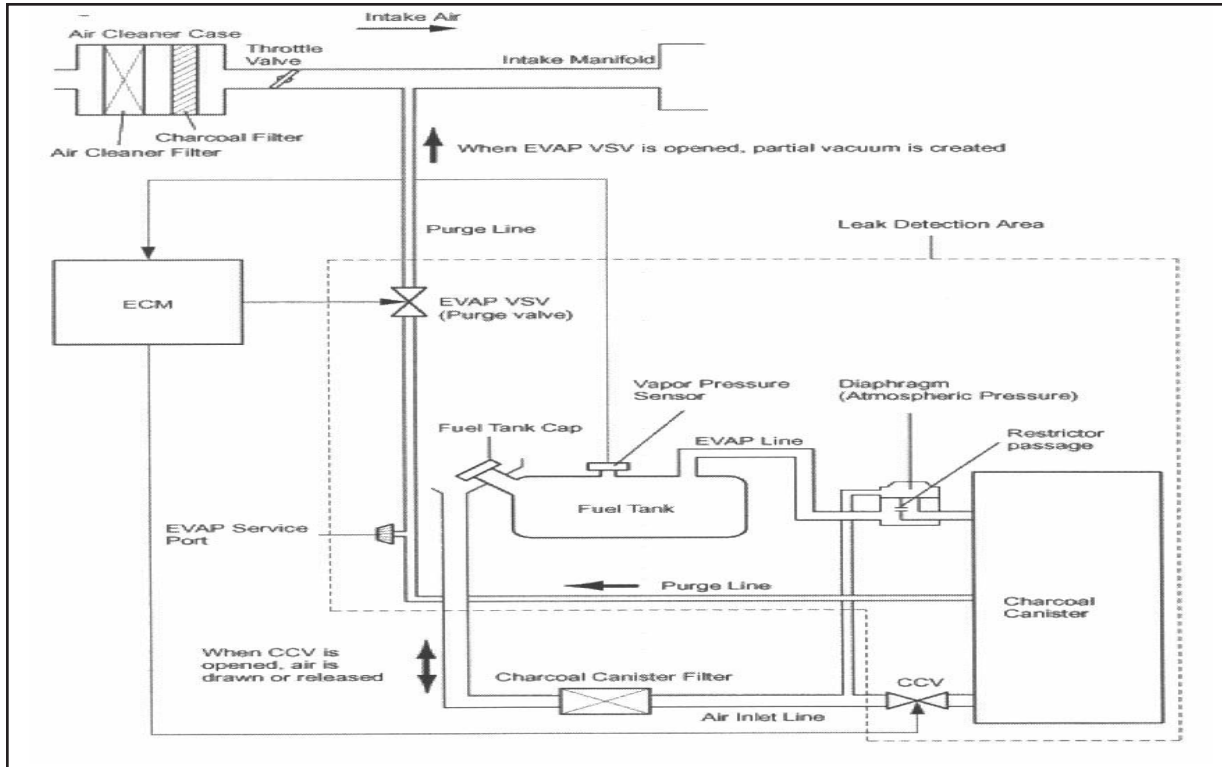 Intake Air
Air Cleaner Case
Throttle
Valve
Intake Manifold
Charcoal Filter
Air Cleaner Filter
When EVAP VSV is opened, partial vacuum is created
Purge Line
Leak Detection Area
ECM
EVAP VSV
(Purge valve)
Vapor Pressure
Sensor
Diaphragm
(Atmospheric Pressure)
Fuel Tank Cap
EVAP Line
Restrictor
passage
Fuel Tank
EVAP Service
Port
Purge Line
Charcoal
Canister
When CCV is
opened, air is
drawn or released
Charcoal Canister Filter
CCV
Air Inlet Line